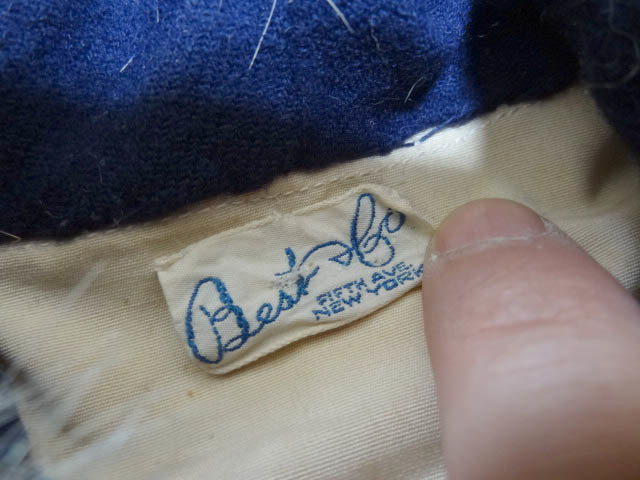 Best & Co
FIFTH AVE.
NEW YORK